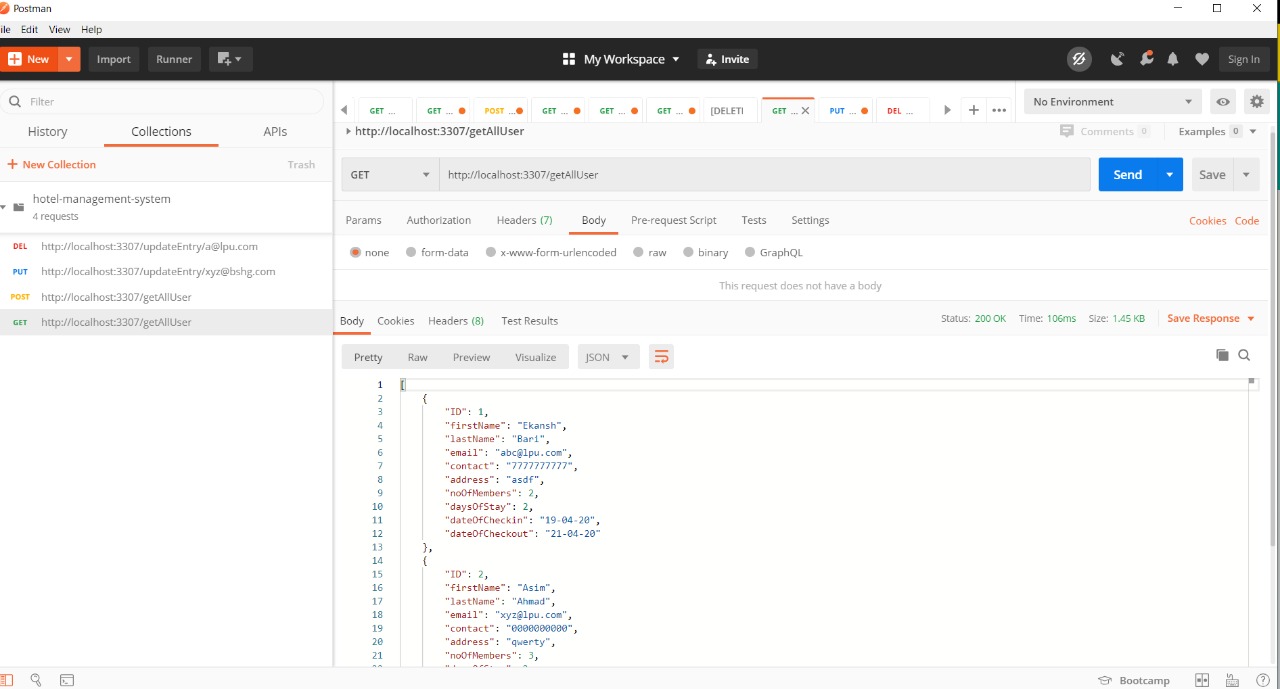 Postman
ile Edit View Help
New Import Runner My Workspace Invite Sign In
Filter
History Collections APIs
New Collection Trash
hotel-management-system
4 requests
DEL http://localhost:3307/updateEntry/a@lpu.com
PUT http://localhost:3307/updateEntry/xyz@bshg.com
POST http://localhost:3307/getAllUser
GET http://localhost:3307/getAllUser
GET ... GET ... POST ... GET ... GET ... GET ... [DELETI GET ... PUT ... DEL ... No Environment
http://localhost:3307/getAllUser Comments 0 Examples 0
GET http://localhost:3307/getAllUser Send Save
Params Authorization Headers (7) Body Pre-request Script Tests Settings Cookies Code
none form-data x-www-form-urlencoded raw binary GraphQL
This request does not have a body
Body Cookies Headers (8) Test Results Status: 200 OK Time: 106ms Size: 1.45 KB Save Response
Pretty Raw Preview Visualize JSON
1 [
2 {
3 "ID": 1,
4 "firstName": "Ekansh",
5 "lastName": "Bari",
6 "email": "abc@lpu.com",
7 "contact": "7777777777",
8 "address": "asdf",
9 "noOfMembers": 2,
10 "daysOfStay": 2,
11 "dateOfCheckin": "19-04-20",
12 "dateOfCheckout": "21-04-20"
13 },
14 {
15 "ID": 2,
16 "firstName": "Asim",
17 "lastName": "Ahmad",
18 "email": "xyz@lpu.com",
19 "contact": "0000000000",
20 "address": "qwerty",
21 "noOfMembers": 3,
Bootcamp